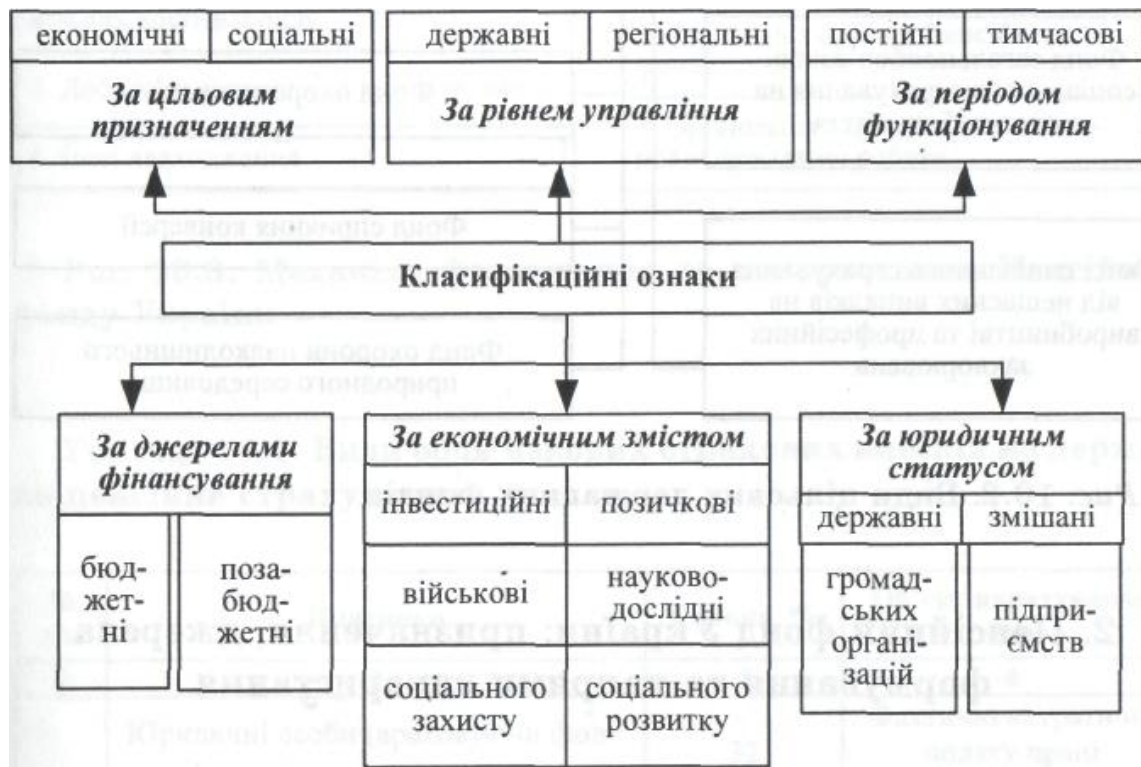 економічні соціальні
За цільовим
призначенням
державні регіональні
За рівнем управління
постійні тимчасові
За періодом
функціонування
Класифікаційні ознаки
За джерелами
фінансування
бюд-
жет-
ні
поза-
бюд-
жетні
За економічним змістом
інвестиційні позичкові
військові
науково-
дослідні
соціального
захисту
соціального
розвитку
За юридичним
статусом
державні змішані
громад-
ських
органі-
зацій
підпри-
ємств